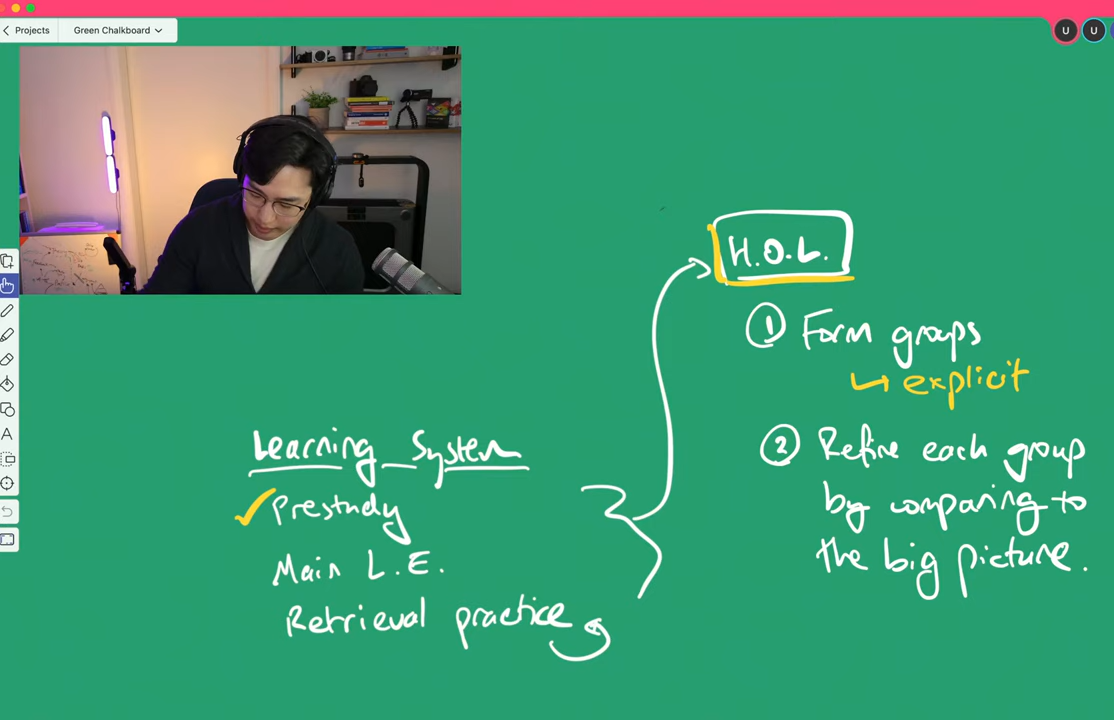 Projects
Green Chalkboard
U
U
H.O.L.
① Form groups
↳ explicit
② Refine each group
by comparing to
the big picture.
Learning System
✓ Prestudy
Main L.E.
Retrieval practice